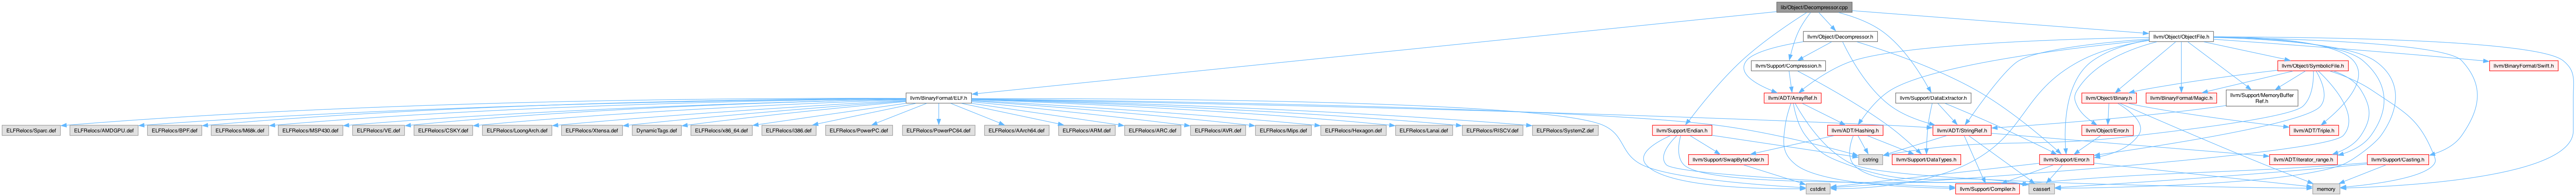 lib/Object/Decompressor.cpp
llvm/Object/Decompressor.h
llvm/Object/ObjectFile.h
llvm/Support/Compression.h
llvm/Object/SymbolicFile.h
llvm/BinaryFormat/Swift.h
llvm/BinaryFormat/ELF.h
llvm/ADT/ArrayRef.h
llvm/Support/DataExtractor.h
llvm/Object/Binary.h
llvm/BinaryFormat/Magic.h
llvm/Support/MemoryBuffer
Ref.h
ELFRelocs/Sparc.def
ELFRelocs/AMDGPU.def
ELFRelocs/BPF.def
ELFRelocs/M68k.def
ELFRelocs/MSP430.def
ELFRelocs/VE.def
ELFRelocs/CSKY.def
ELFRelocs/LoongArch.def
ELFRelocs/Xtensa.def
DynamicTags.def
ELFRelocs/x86_64.def
ELFRelocs/i386.def
ELFRelocs/PowerPC.def
ELFRelocs/PowerPC64.def
ELFRelocs/AArch64.def
ELFRelocs/ARM.def
ELFRelocs/ARC.def
ELFRelocs/AVR.def
ELFRelocs/Mips.def
ELFRelocs/Hexagon.def
ELFRelocs/Lanai.def
ELFRelocs/RISCV.def
ELFRelocs/SystemZ.def
llvm/Support/Endian.h
llvm/ADT/Hashing.h
llvm/ADT/StringRef.h
llvm/Object/Error.h
llvm/ADT/Triple.h
llvm/Support/SwapByteOrder.h
cstring
llvm/Support/DataTypes.h
llvm/Support/Error.h
llvm/ADT/iterator_range.h
llvm/Support/Casting.h
cstdint
llvm/Support/Compiler.h
cassert
memory